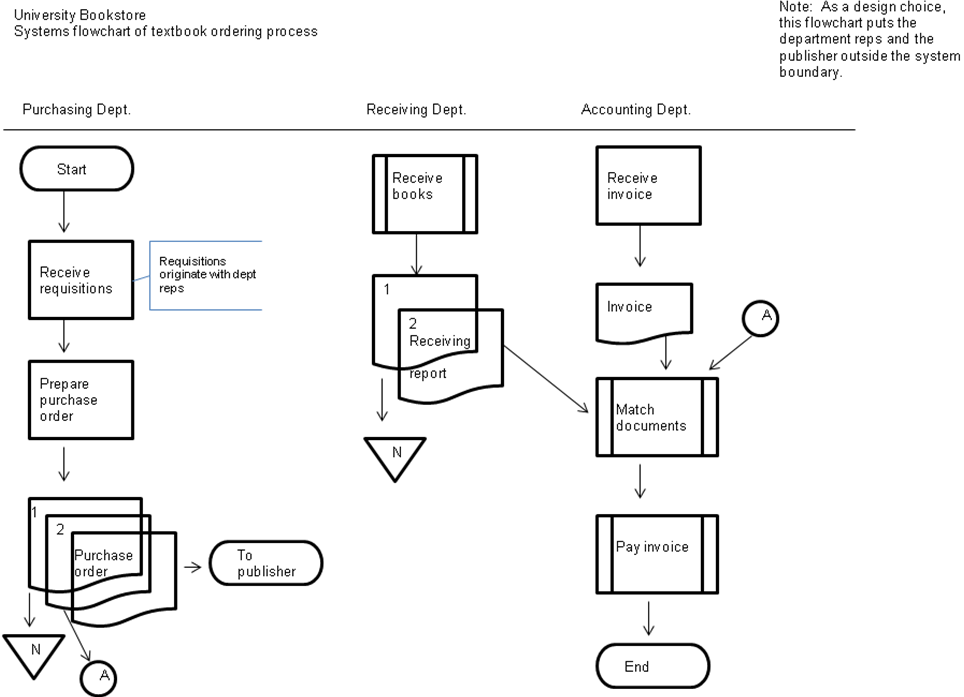 University Bookstore
Systems flowchart of textbook ordering process
Note: As a design choice,
this flowchart puts the
department reps and the
publisher outside the system
boundary.
Purchasing Dept.
Receiving Dept.
Accounting Dept.
Start
Receive
requisitions
Requisitions
originate with dept
reps
Prepare
purchase
order
1
2
Purchase
order
To
publisher
N
A
Receive
books
1
2
Receiving
report
N
Receive
invoice
Invoice
A
Match
documents
Pay invoice
End